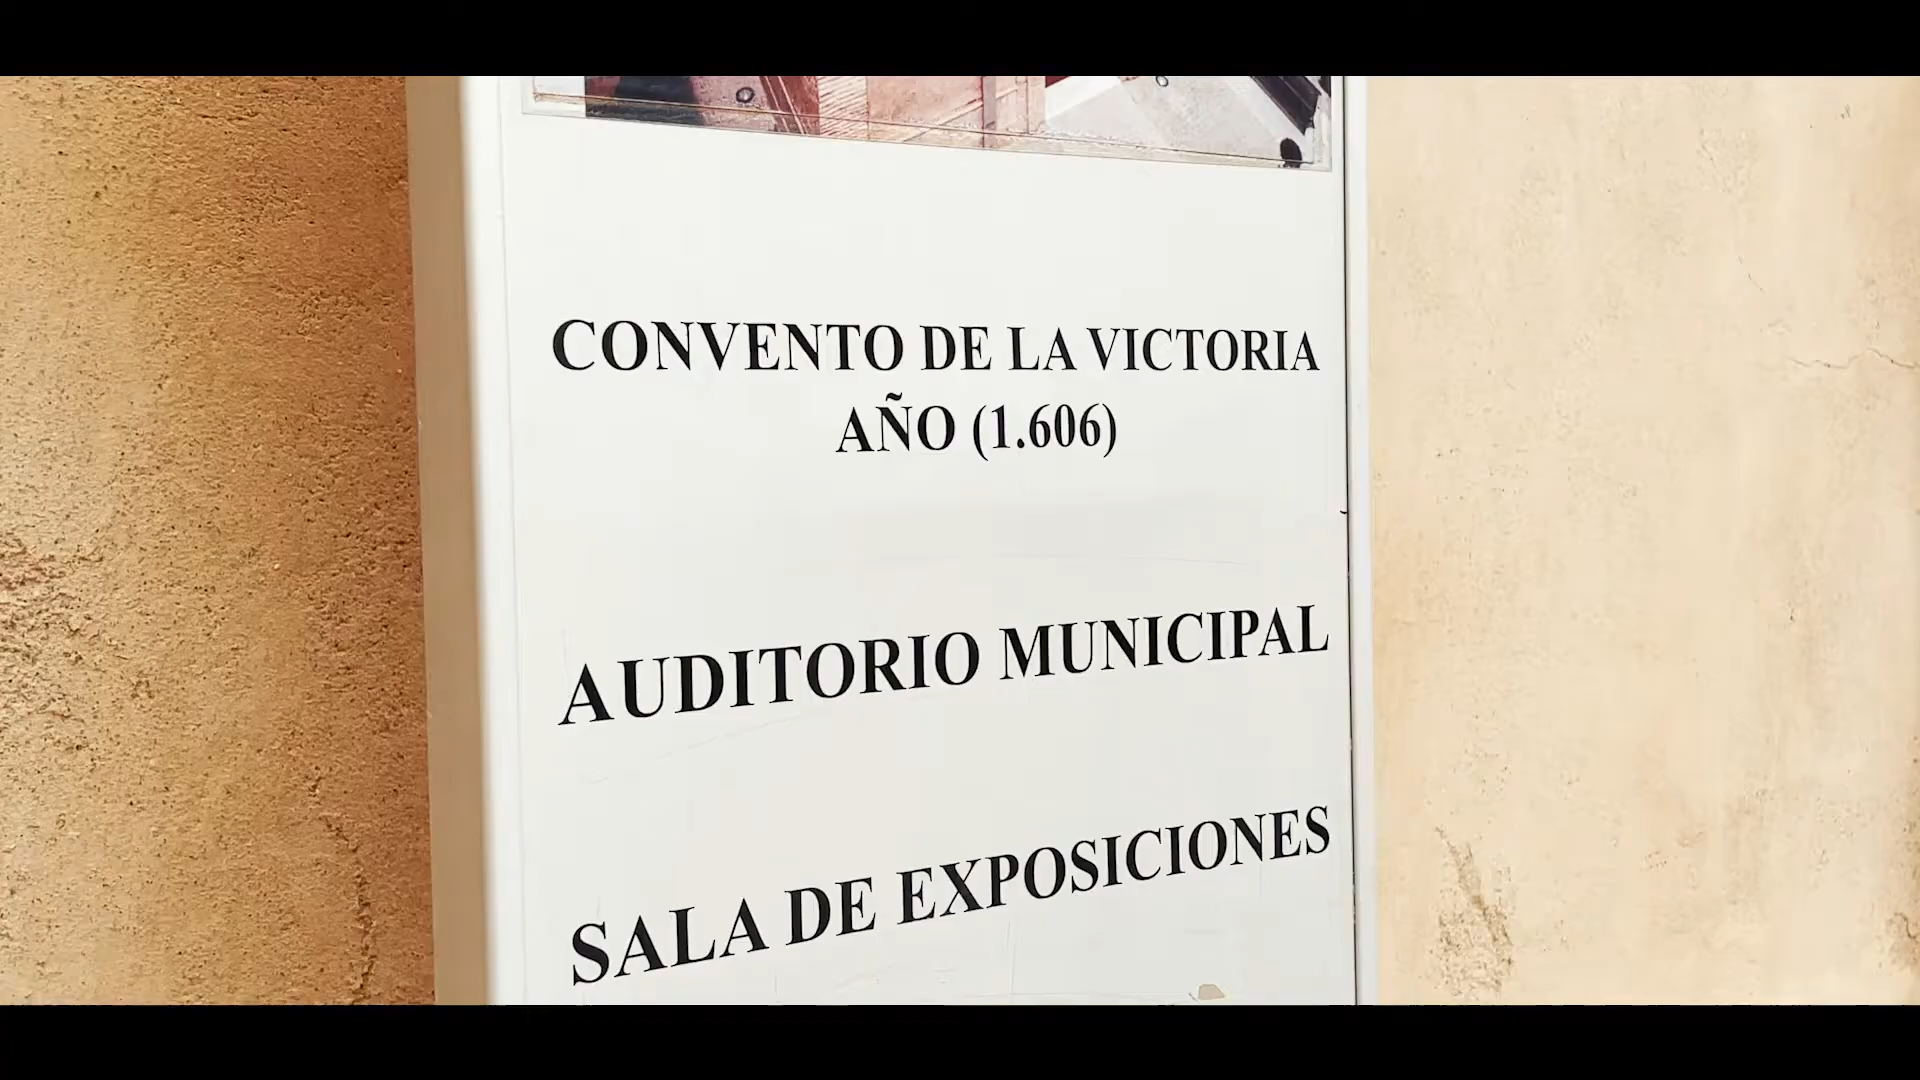 CONVENTO DE LA VICTORIA
AÑO (1.606)
AUDITORIO MUNICIPAL
SALA DE EXPOSICIONES